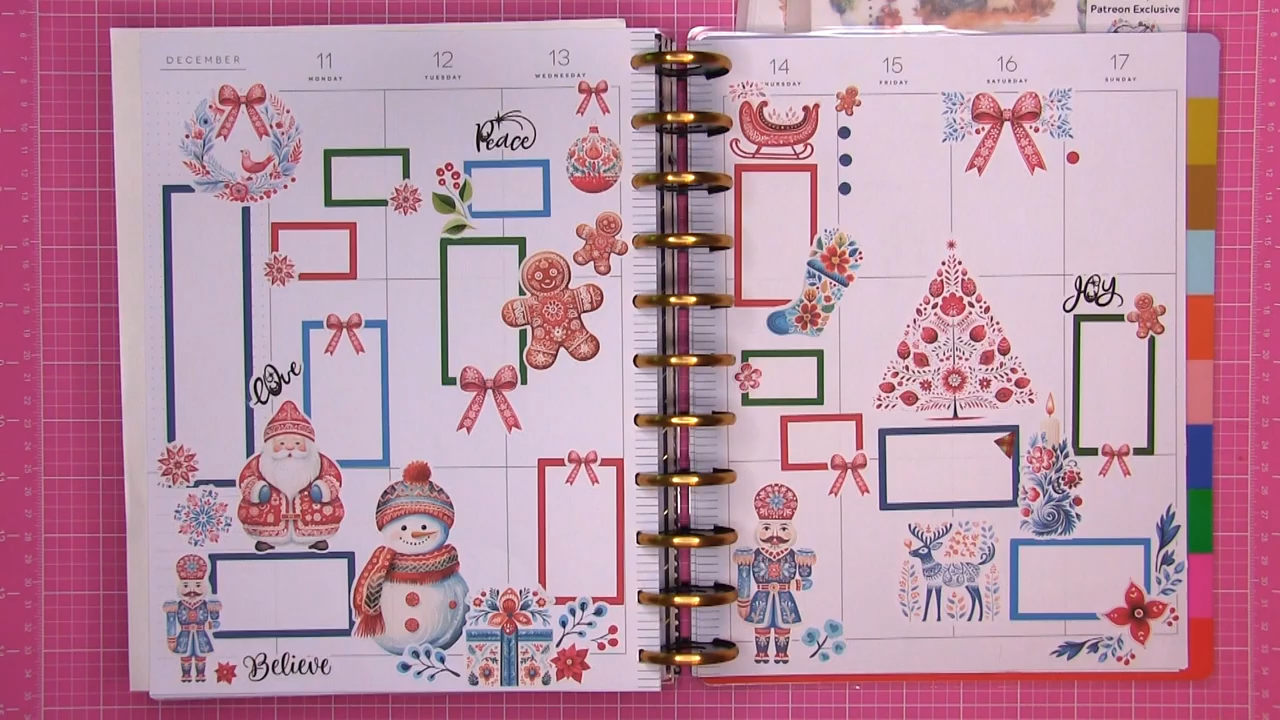 Patreon Exclusive
DECEMBER
11
MONDAY
12
TUESDAY
13
WEDNESDAY
14
15
FRIDAY
16
SATURDAY
17
SUNDAY
Peace
Joy
Love
Believe